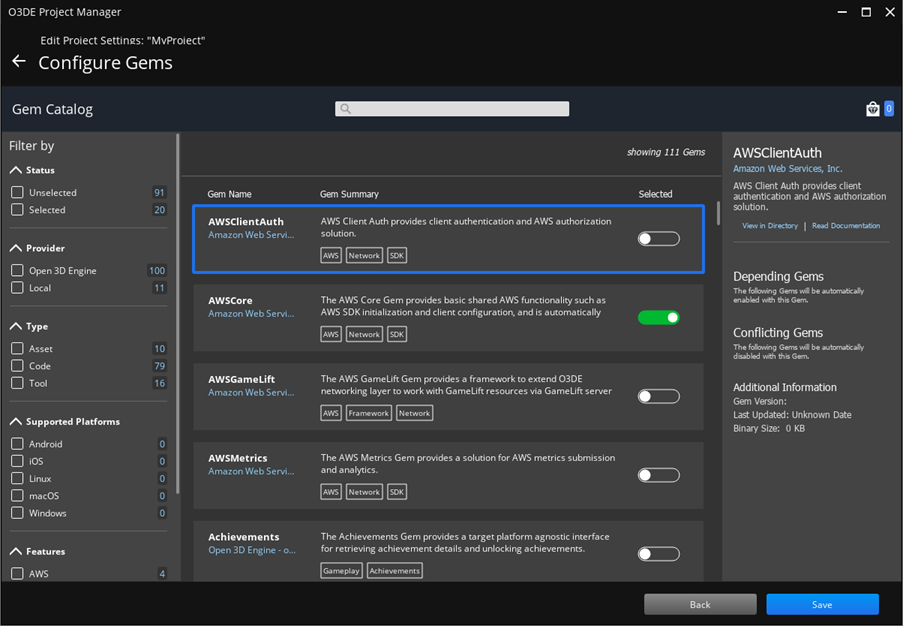 O3DE Project Manager
Edit Project Settings: "MyProject"
Configure Gems
Gem Catalog
0
Filter by
Status
Unselected 91
Selected 20
Provider
Open 3D Engine 100
Local 11
Type
Asset 10
Code 79
Tool 16
Supported Platforms
Android 0
iOS 0
Linux 0
macOS 0
Windows 0
Features
AWS 4
showing 111 Gems
Gem Name Gem Summary Selected
AWSClientAuth
Amazon Web Servi...
AWS Client Auth provides client authentication and AWS authorization
solution.
AWS Network SDK
AWSCore
Amazon Web Servi...
The AWS Core Gem provides basic shared AWS functionality such as
AWS SDK initialization and client configuration, and is automatically
AWS Network SDK
AWSGameLift
Amazon Web Servi...
The AWS GameLift Gem provides a framework to extend O3DE
networking layer to work with GameLift resources via GameLift server
AWS Framework Network
AWSMetrics
Amazon Web Servi...
The AWS Metrics Gem provides a solution for AWS metrics submission
and analytics.
AWS Network SDK
Achievements
Open 3D Engine - o...
The Achievements Gem provides a target platform agnostic interface
for retrieving achievement details and unlocking achievements.
Gameplay Achievements
AWSClientAuth
Amazon Web Services, Inc.
AWS Client Auth provides client
authentication and AWS authorization
solution.
View in Directory | Read Documentation
Depending Gems
The following Gems will be automatically
enabled with this Gem.
Conflicting Gems
The following Gems will be automatically
disabled with this Gem.
Additional Information
Gem Version:
Last Updated: Unknown Date
Binary Size: 0 KB
Back Save